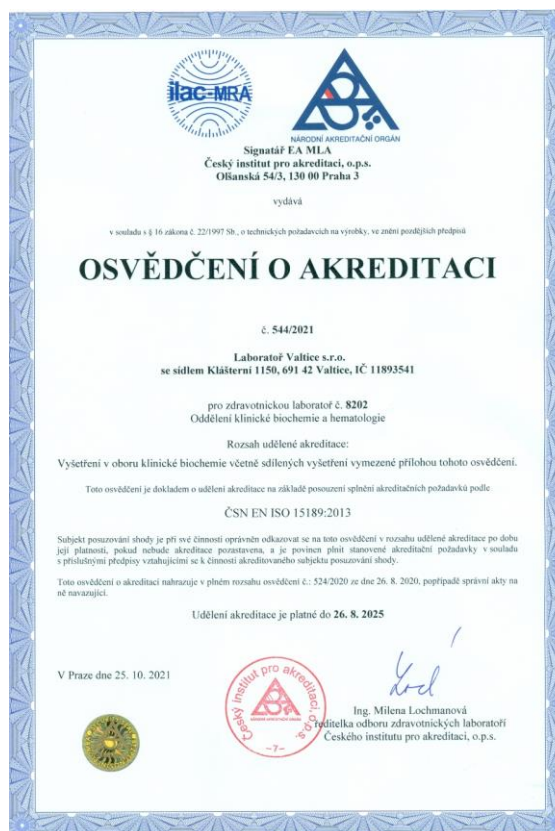 ilac-MRA
NÁRODNÍ AKREDITAČNÍ ORGÁN
Signatář EA MLA
Český institut pro akreditaci, o.p.s.
Olšanská 54/3, 130 00 Praha 3
vydává
v souladu s § 16 zákona č. 22/1997 Sb., o technických požadavcích na výrobky, ve znění pozdějších předpisů
OSVĚDČENÍ O AKREDITACI
č. 544/2021
Laboratoř Valtice s.r.o.
se sídlem Klášterní 1150, 691 42 Valtice, IČ 11893541
pro zdravotnickou laboratoř č. 8202
Oddělení klinické biochemie a hematologie
Rozsah udělené akreditace:
Vyšetření v oboru klinické biochemie včetně sdílených vyšetření vymezené přílohou tohoto osvědčení.
Toto osvědčení je dokladem o udělení akreditace na základě posouzení splnění akreditačních požadavků podle
ČSN EN ISO 15189:2013
Subjekt posuzování shody je při své činnosti oprávněn odkazovat se na toto osvědčení v rozsahu udělené akreditace po dobu
její platnosti, pokud nebude akreditace pozastavena, a je povinen plnit stanovené akreditační požadavky v souladu
s příslušnými předpisy vztahujícími se k činnosti akreditovaného subjektu posuzování shody.
Toto osvědčení o akreditaci nahrazuje v plném rozsahu osvědčení č.: 524/2020 ze dne 26. 8. 2020, popřípadě správní akty na
ně navazující.
Udělení akreditace je platné do 26. 8. 2025
V Praze dne 25. 10. 2021
Český institut pro akreditaci, o.p.s.
NÁRODNÍ AKREDITAČNÍ ORGÁN
-7-
Ing. Milena Lochmanová
ředitelka odboru zdravotnických laboratoří
Českého institutu pro akreditaci, o.p.s.